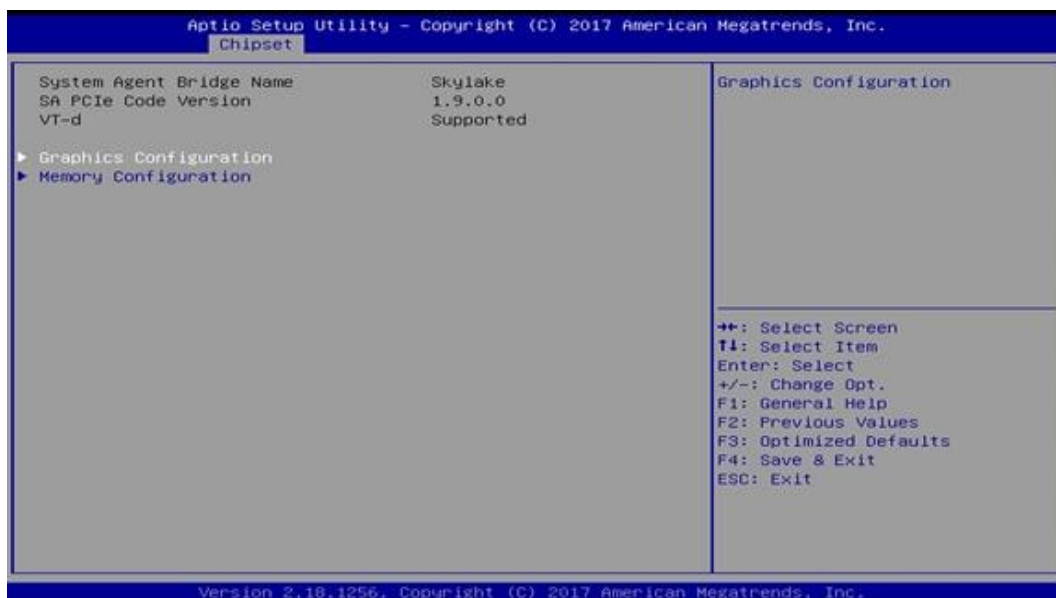 Aptio Setup Utility – Copyright (C) 2017 American Megatrends, Inc.
Chipset
System Agent Bridge Name Skylake
SA PCIe Code Version 1.9.0.0
VT-d Supported
► Graphics Configuration
► Memory Configuration
Graphics Configuration
→←: Select Screen
↑↓: Select Item
Enter: Select
+/-: Change Opt.
F1: General Help
F2: Previous Values
F3: Optimized Defaults
F4: Save & Exit
ESC: Exit
Version 2.18.1256. Copyright (C) 2017 American Megatrends, Inc.